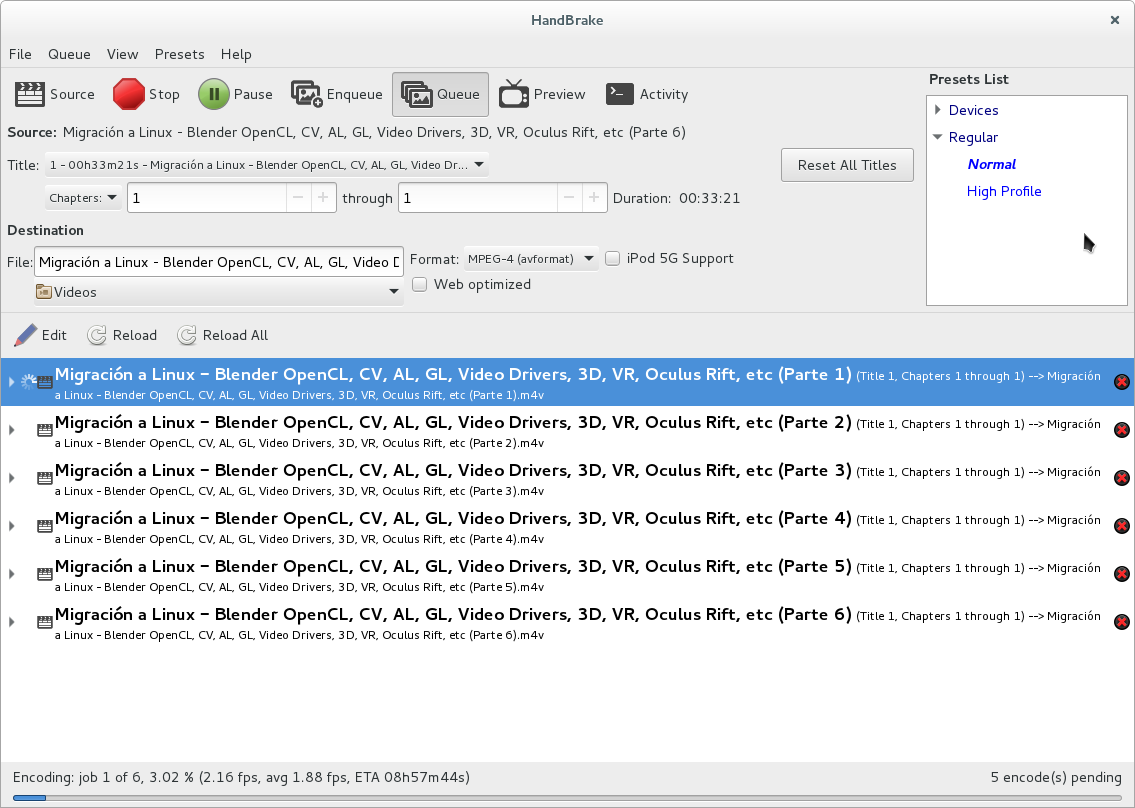 HandBrake
File Queue View Presets Help
Source Stop Pause Enqueue Queue Preview Activity
Presets List
Devices
Regular
Normal
High Profile
Source: Migración a Linux - Blender OpenCL, CV, AL, GL, Video Drivers, 3D, VR, Oculus Rift, etc (Parte 6)
Title: 1 - 00h33m21s - Migración a Linux - Blender OpenCL, CV, AL, GL, Video Dr... Reset All Titles
Chapters: 1 through 1 Duration: 00:33:21
Destination
File: Migración a Linux - Blender OpenCL, CV, AL, GL, Video D Format: MPEG-4 (avformat) iPod 5G Support
Videos Web optimized
Edit Reload Reload All
Migración a Linux - Blender OpenCL, CV, AL, GL, Video Drivers, 3D, VR, Oculus Rift, etc (Parte 1) (Title 1, Chapters 1 through 1) --> Migración
a Linux - Blender OpenCL, CV, AL, GL, Video Drivers, 3D, VR, Oculus Rift, etc (Parte 1).m4v
Migración a Linux - Blender OpenCL, CV, AL, GL, Video Drivers, 3D, VR, Oculus Rift, etc (Parte 2) (Title 1, Chapters 1 through 1) --> Migración
a Linux - Blender OpenCL, CV, AL, GL, Video Drivers, 3D, VR, Oculus Rift, etc (Parte 2).m4v
Migración a Linux - Blender OpenCL, CV, AL, GL, Video Drivers, 3D, VR, Oculus Rift, etc (Parte 3) (Title 1, Chapters 1 through 1) --> Migración
a Linux - Blender OpenCL, CV, AL, GL, Video Drivers, 3D, VR, Oculus Rift, etc (Parte 3).m4v
Migración a Linux - Blender OpenCL, CV, AL, GL, Video Drivers, 3D, VR, Oculus Rift, etc (Parte 4) (Title 1, Chapters 1 through 1) --> Migración
a Linux - Blender OpenCL, CV, AL, GL, Video Drivers, 3D, VR, Oculus Rift, etc (Parte 4).m4v
Migración a Linux - Blender OpenCL, CV, AL, GL, Video Drivers, 3D, VR, Oculus Rift, etc (Parte 5) (Title 1, Chapters 1 through 1) --> Migración
a Linux - Blender OpenCL, CV, AL, GL, Video Drivers, 3D, VR, Oculus Rift, etc (Parte 5).m4v
Migración a Linux - Blender OpenCL, CV, AL, GL, Video Drivers, 3D, VR, Oculus Rift, etc (Parte 6) (Title 1, Chapters 1 through 1) --> Migración
a Linux - Blender OpenCL, CV, AL, GL, Video Drivers, 3D, VR, Oculus Rift, etc (Parte 6).m4v
Encoding: job 1 of 6, 3.02 % (2.16 fps, avg 1.88 fps, ETA 08h57m44s) 5 encode(s) pending